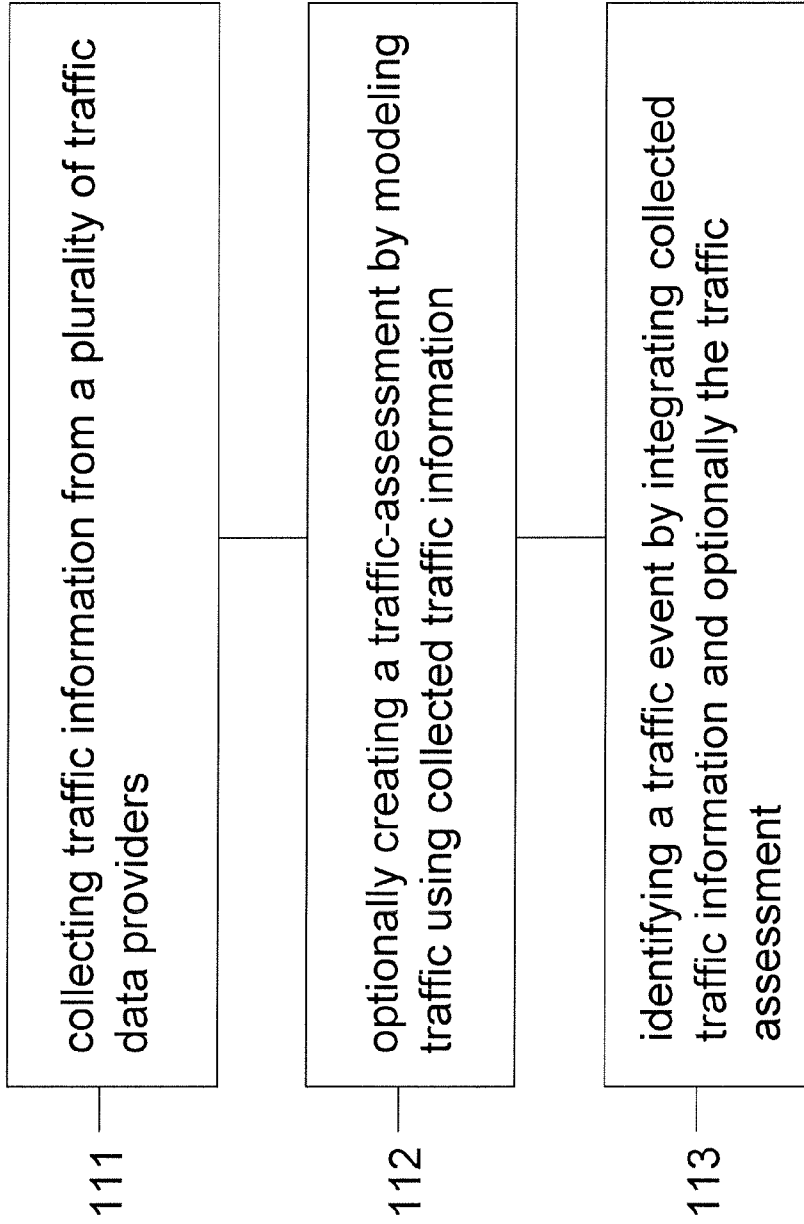 111
collecting traffic information from a plurality of traffic
data providers
112
optionally creating a traffic-assessment by modeling
traffic using collected traffic information
113
identifying a traffic event by integrating collected
traffic information and optionally the traffic
assessment